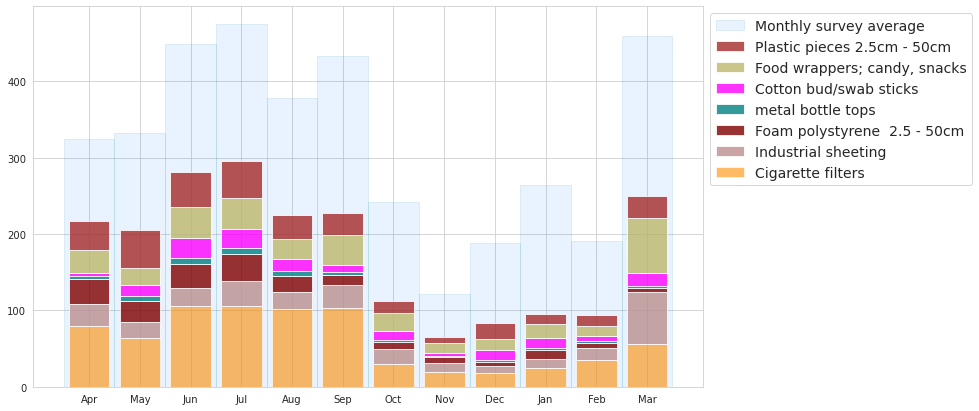 Monthly survey average
Plastic pieces 2.5cm - 50cm
Food wrappers; candy, snacks
Cotton bud/swab sticks
metal bottle tops
Foam polystyrene  2.5 - 50cm
Industrial sheeting
Cigarette filters
400
300
200
100
0
Apr May Jun Jul Aug Sep Oct Nov Dec Jan Feb Mar